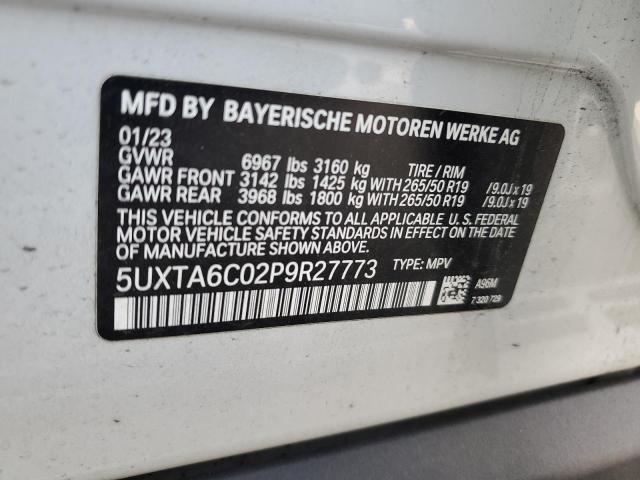 MFD BY BAYERISCHE MOTOREN WERKE AG
01/23
GVWR 6967 lbs 3160 kg TIRE / RIM
GAWR FRONT 3142 lbs 1425 kg WITH 265/50 R19 /9.0J x 19
GAWR REAR 3968 lbs 1800 kg WITH 265/50 R19 /9.0J x 19
THIS VEHICLE CONFORMS TO ALL APPLICABLE U.S. FEDERAL
MOTOR VEHICLE SAFETY STANDARDS IN EFFECT ON THE DATE
OF MANUFACTURE SHOWN ABOVE.
5UXTA6C02P9R27773 TYPE: MPV
A96M
7 320 729